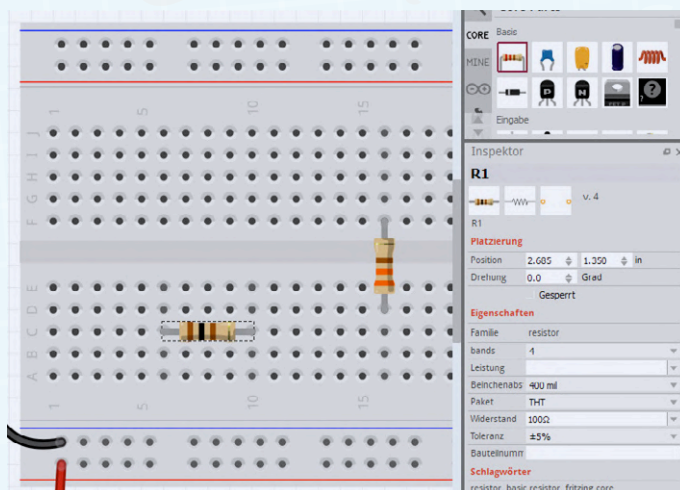 CORE Basis
MINE
Eingabe
1 5 10 15
J
I
H
G
F
E
D
C
B
A
1 5 10 15
Inspektor
R1
v. 4
R1
Platzierung
Position 2.685 1.350 in
Drehung 0.0 Grad
Gesperrt
Eigenschaften
Familie resistor
bands 4
Leistung
Beinchenabs 400 mil
Paket THT
Widerstand 100Ω
Toleranz ±5%
Bauteilnumm
Schlagwörter
resistor, basic resistor, fritzing core